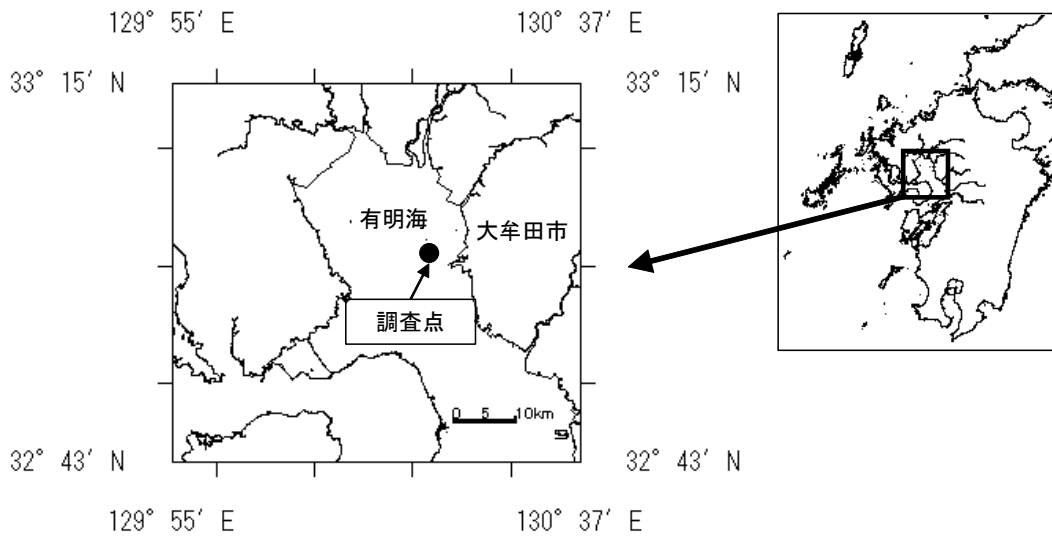 129° 55′ E 130° 37′ E
33° 15′ N 33° 15′ N
有明海 大牟田市
調査点
0 5 10km
32° 43′ N 32° 43′ N
129° 55′ E 130° 37′ E